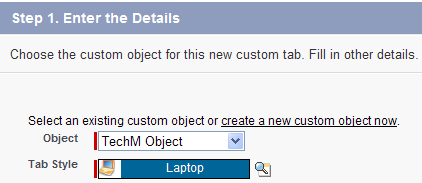 Step 1. Enter the Details
Choose the custom object for this new custom tab. Fill in other details.
Select an existing custom object or create a new custom object now.
Object TechM Object
Tab Style Laptop